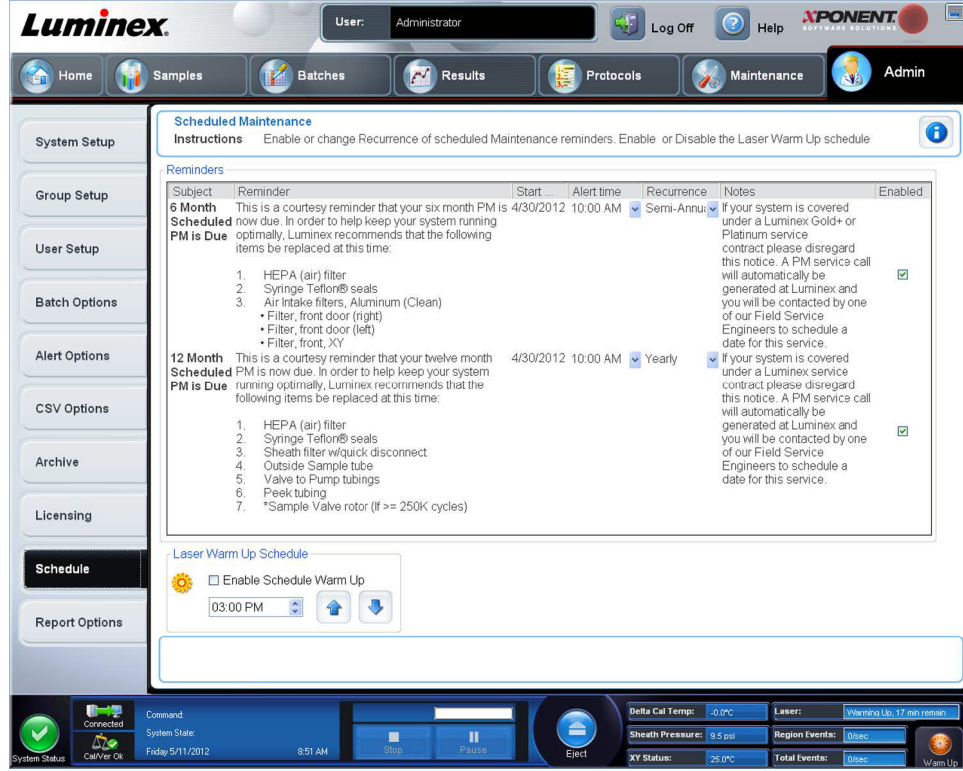 Luminex.
User: Administrator
Log Off
Help
XPONENT.
SOFTWARE SOLUTIONS
Home
Samples
Batches
Results
Protocols
Maintenance
Admin
System Setup
Group Setup
User Setup
Batch Options
Alert Options
CSV Options
Archive
Licensing
Schedule
Report Options
Scheduled Maintenance
Instructions Enable or change Recurrence of scheduled Maintenance reminders. Enable or Disable the Laser Warm Up schedule
Reminders
Subject Reminder Start ... Alert time Recurrence Notes Enabled
6 Month
Scheduled
PM is Due
This is a courtesy reminder that your six month PM is
now due. In order to help keep your system running
optimally, Luminex recommends that the following
items be replaced at this time:
1. HEPA (air) filter
2. Syringe Teflon® seals
3. Air Intake filters, Aluminum (Clean)
• Filter, front door (right)
• Filter, front door (left)
• Filter, front, XY
4/30/2012 10:00 AM Semi-Annua
If your system is covered
under a Luminex Gold+ or
Platinum service
contract please disregard
this notice. A PM service call
will automatically be
generated at Luminex and
you will be contacted by one
of our Field Service
Engineers to schedule a
date for this service.
12 Month
Scheduled
PM is Due
This is a courtesy reminder that your twelve month
PM is now due. In order to help keep your system
running optimally, Luminex recommends that the
following items be replaced at this time:
1. HEPA (air) filter
2. Syringe Teflon® seals
3. Sheath filter w/quick disconnect
4. Outside Sample tube
5. Valve to Pump tubings
6. Peek tubing
7. *Sample Valve rotor (If >= 250K cycles)
4/30/2012 10:00 AM Yearly
If your system is covered
under a Luminex service
contract please disregard
this notice. A PM service call
will automatically be
generated at Luminex and
you will be contacted by one
of our Field Service
Engineers to schedule a
date for this service.
Laser Warm Up Schedule
Enable Schedule Warm Up
03:00 PM
System Status
Connected
Cal/Ver Ok
Command:
System State:
Friday 5/11/2012 8:51 AM
Stop
Pause
Eject
Delta Cal Temp: -0.0°C
Sheath Pressure: 9.5 psi
XY Status: 25.0°C
Laser: Warming Up, 17 min remain
Region Events: 0/sec
Total Events: 0/sec
Warm Up